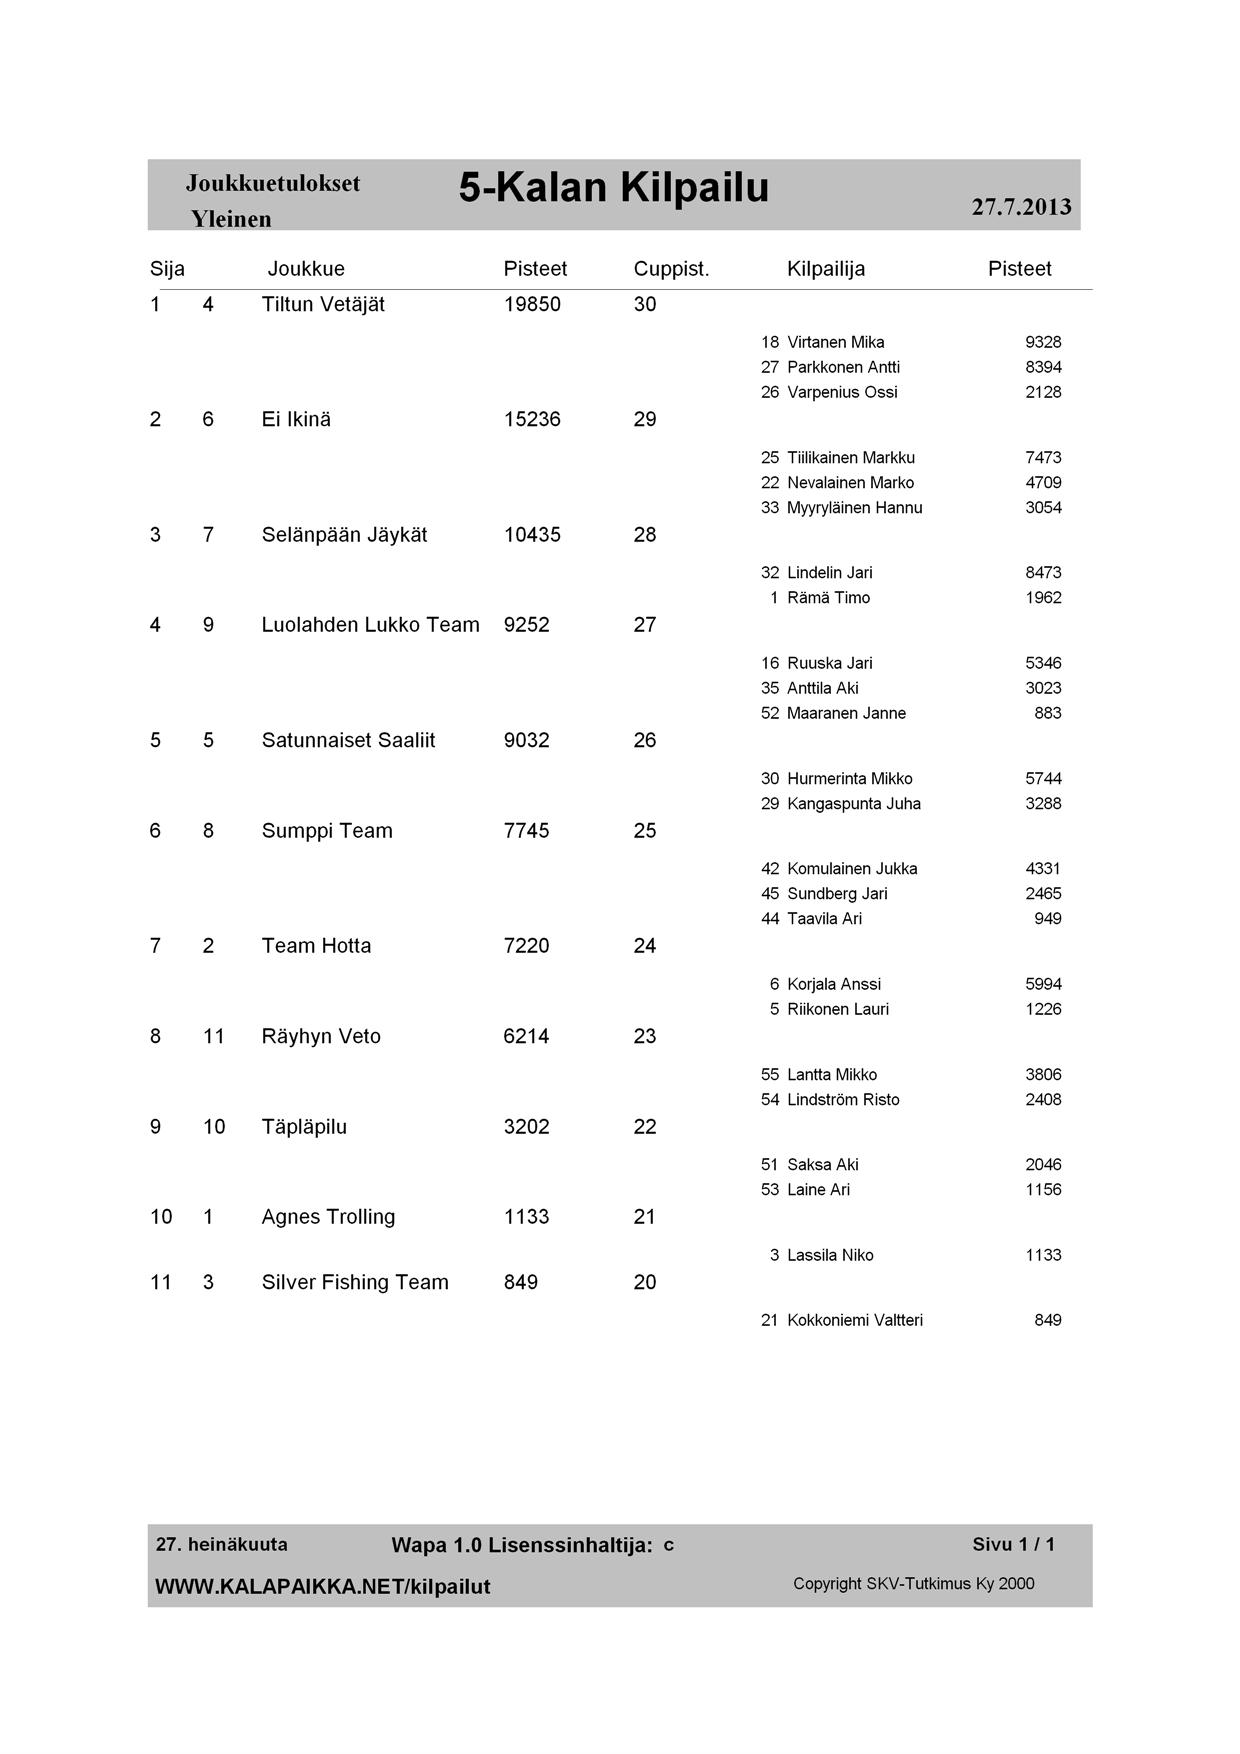 Joukkuetulokset 5-Kalan Kilpailu
Yleinen 27.7.2013
Sija Joukkue Pisteet Cuppist. Kilpailija Pisteet
1 4 Tiltun Vetäjät 19850 30
18 Virtanen Mika 9328
27 Parkkonen Antti 8394
26 Varpenius Ossi 2128
2 6 Ei Ikinä 15236 29
25 Tiilikainen Markku 7473
22 Nevalainen Marko 4709
33 Myyryläinen Hannu 3054
3 7 Selänpään Jäykät 10435 28
32 Lindelin Jari 8473
1 Rämä Timo 1962
4 9 Luolahden Lukko Team 9252 27
16 Ruuska Jari 5346
35 Anttila Aki 3023
52 Maaranen Janne 883
5 5 Satunnaiset Saaliit 9032 26
30 Hurmerinta Mikko 5744
29 Kangaspunta Juha 3288
6 8 Sumppi Team 7745 25
42 Komulainen Jukka 4331
45 Sundberg Jari 2465
44 Taavila Ari 949
7 2 Team Hotta 7220 24
6 Korjala Anssi 5994
5 Riikonen Lauri 1226
8 11 Räyhyn Veto 6214 23
55 Lantta Mikko 3806
54 Lindström Risto 2408
9 10 Täpläpilu 3202 22
51 Saksa Aki 2046
53 Laine Ari 1156
10 1 Agnes Trolling 1133 21
3 Lassila Niko 1133
11 3 Silver Fishing Team 849 20
21 Kokkoniemi Valtteri 849
27. heinäkuuta Wapa 1.0 Lisenssinhaltija: c Sivu 1 / 1
WWW.KALAPAIKKA.NET/kilpailut Copyright SKV-Tutkimus Ky 2000